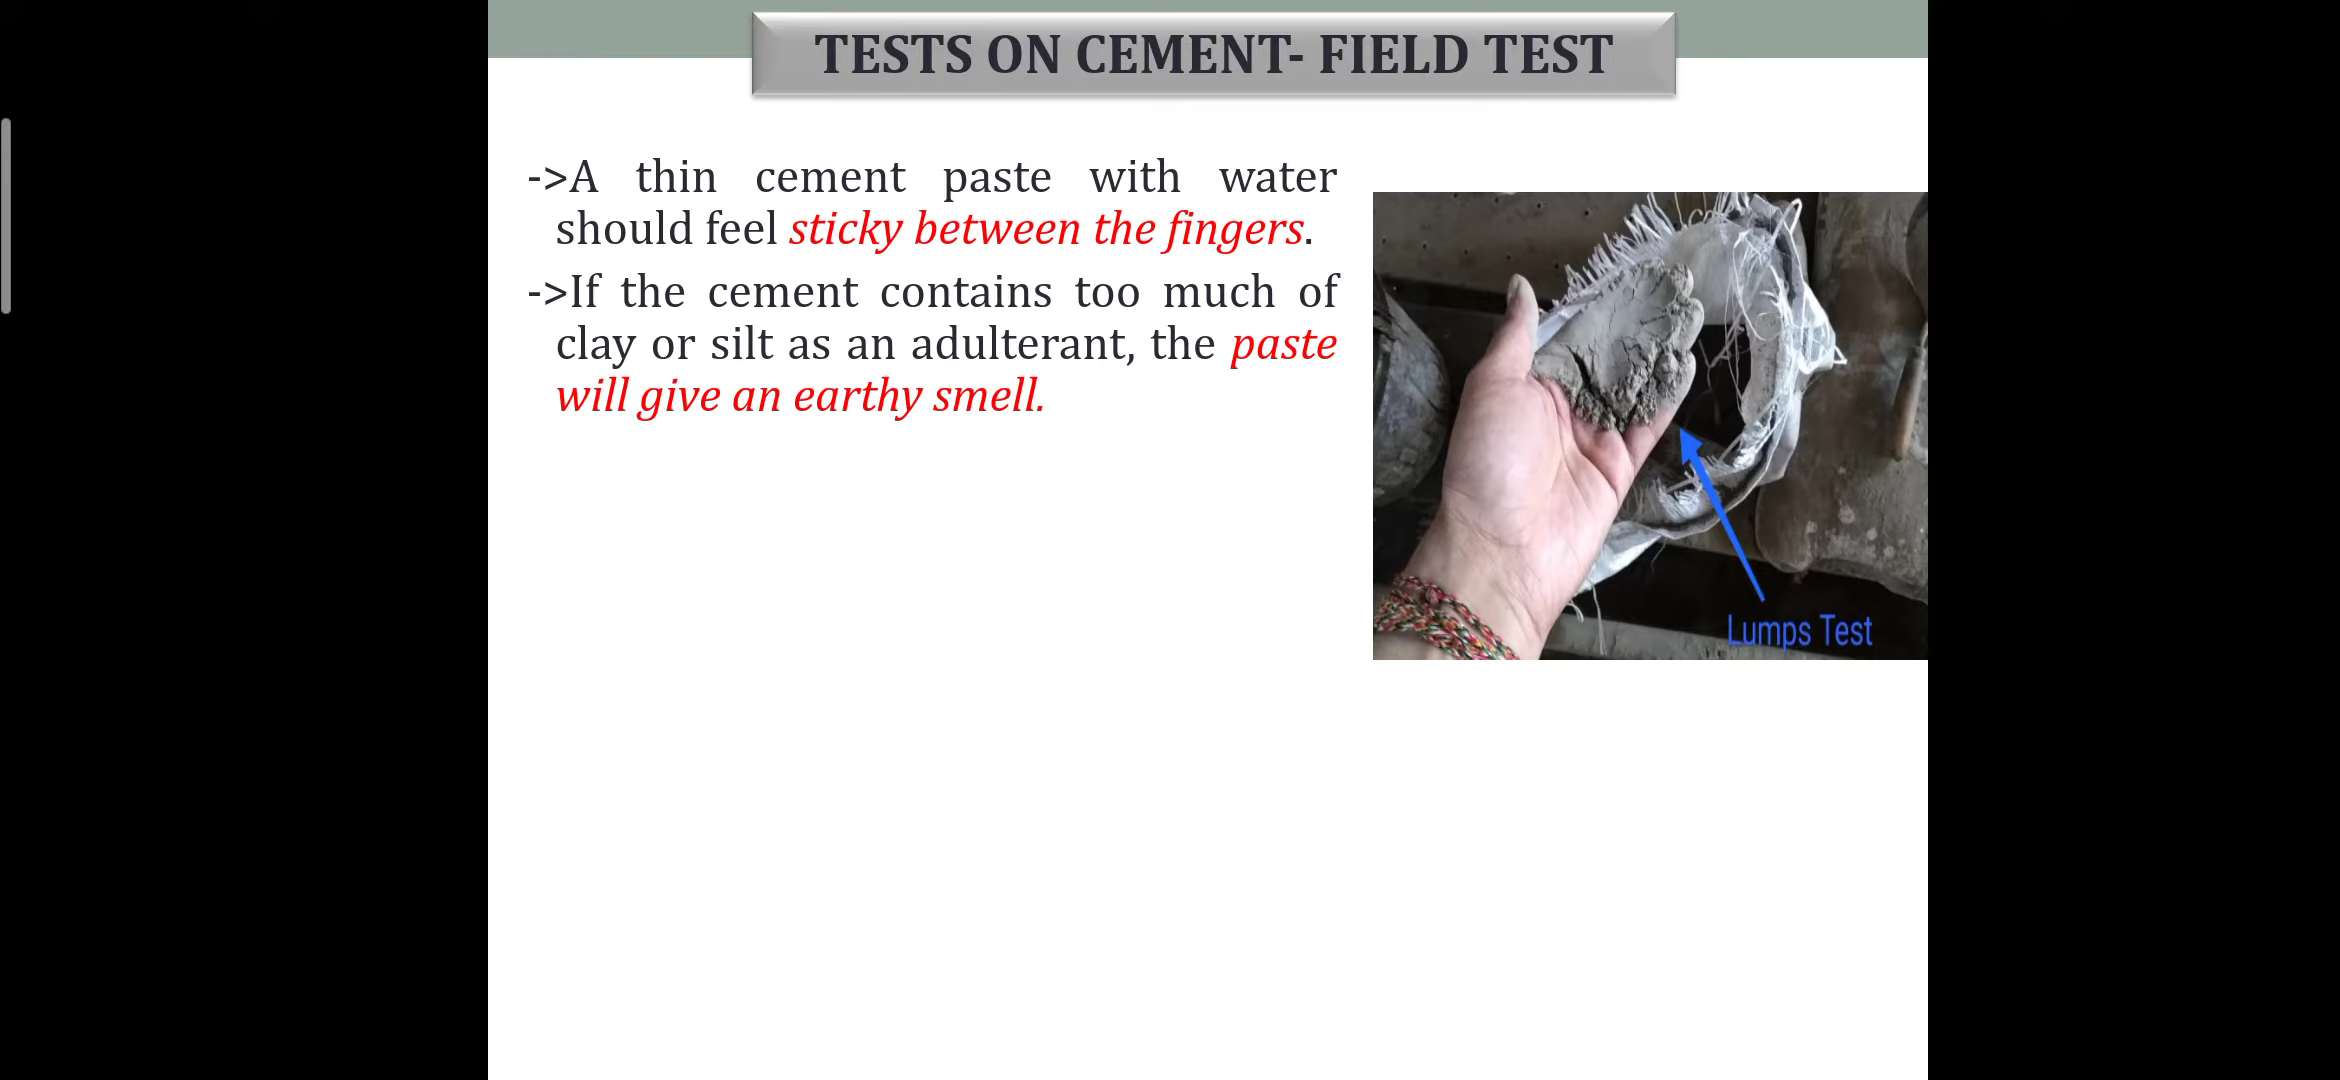 TESTS ON CEMENT- FIELD TEST
->A thin cement paste with water
should feel sticky between the fingers.
->If the cement contains too much of
clay or silt as an adulterant, the paste
will give an earthy smell.
Lumps Test